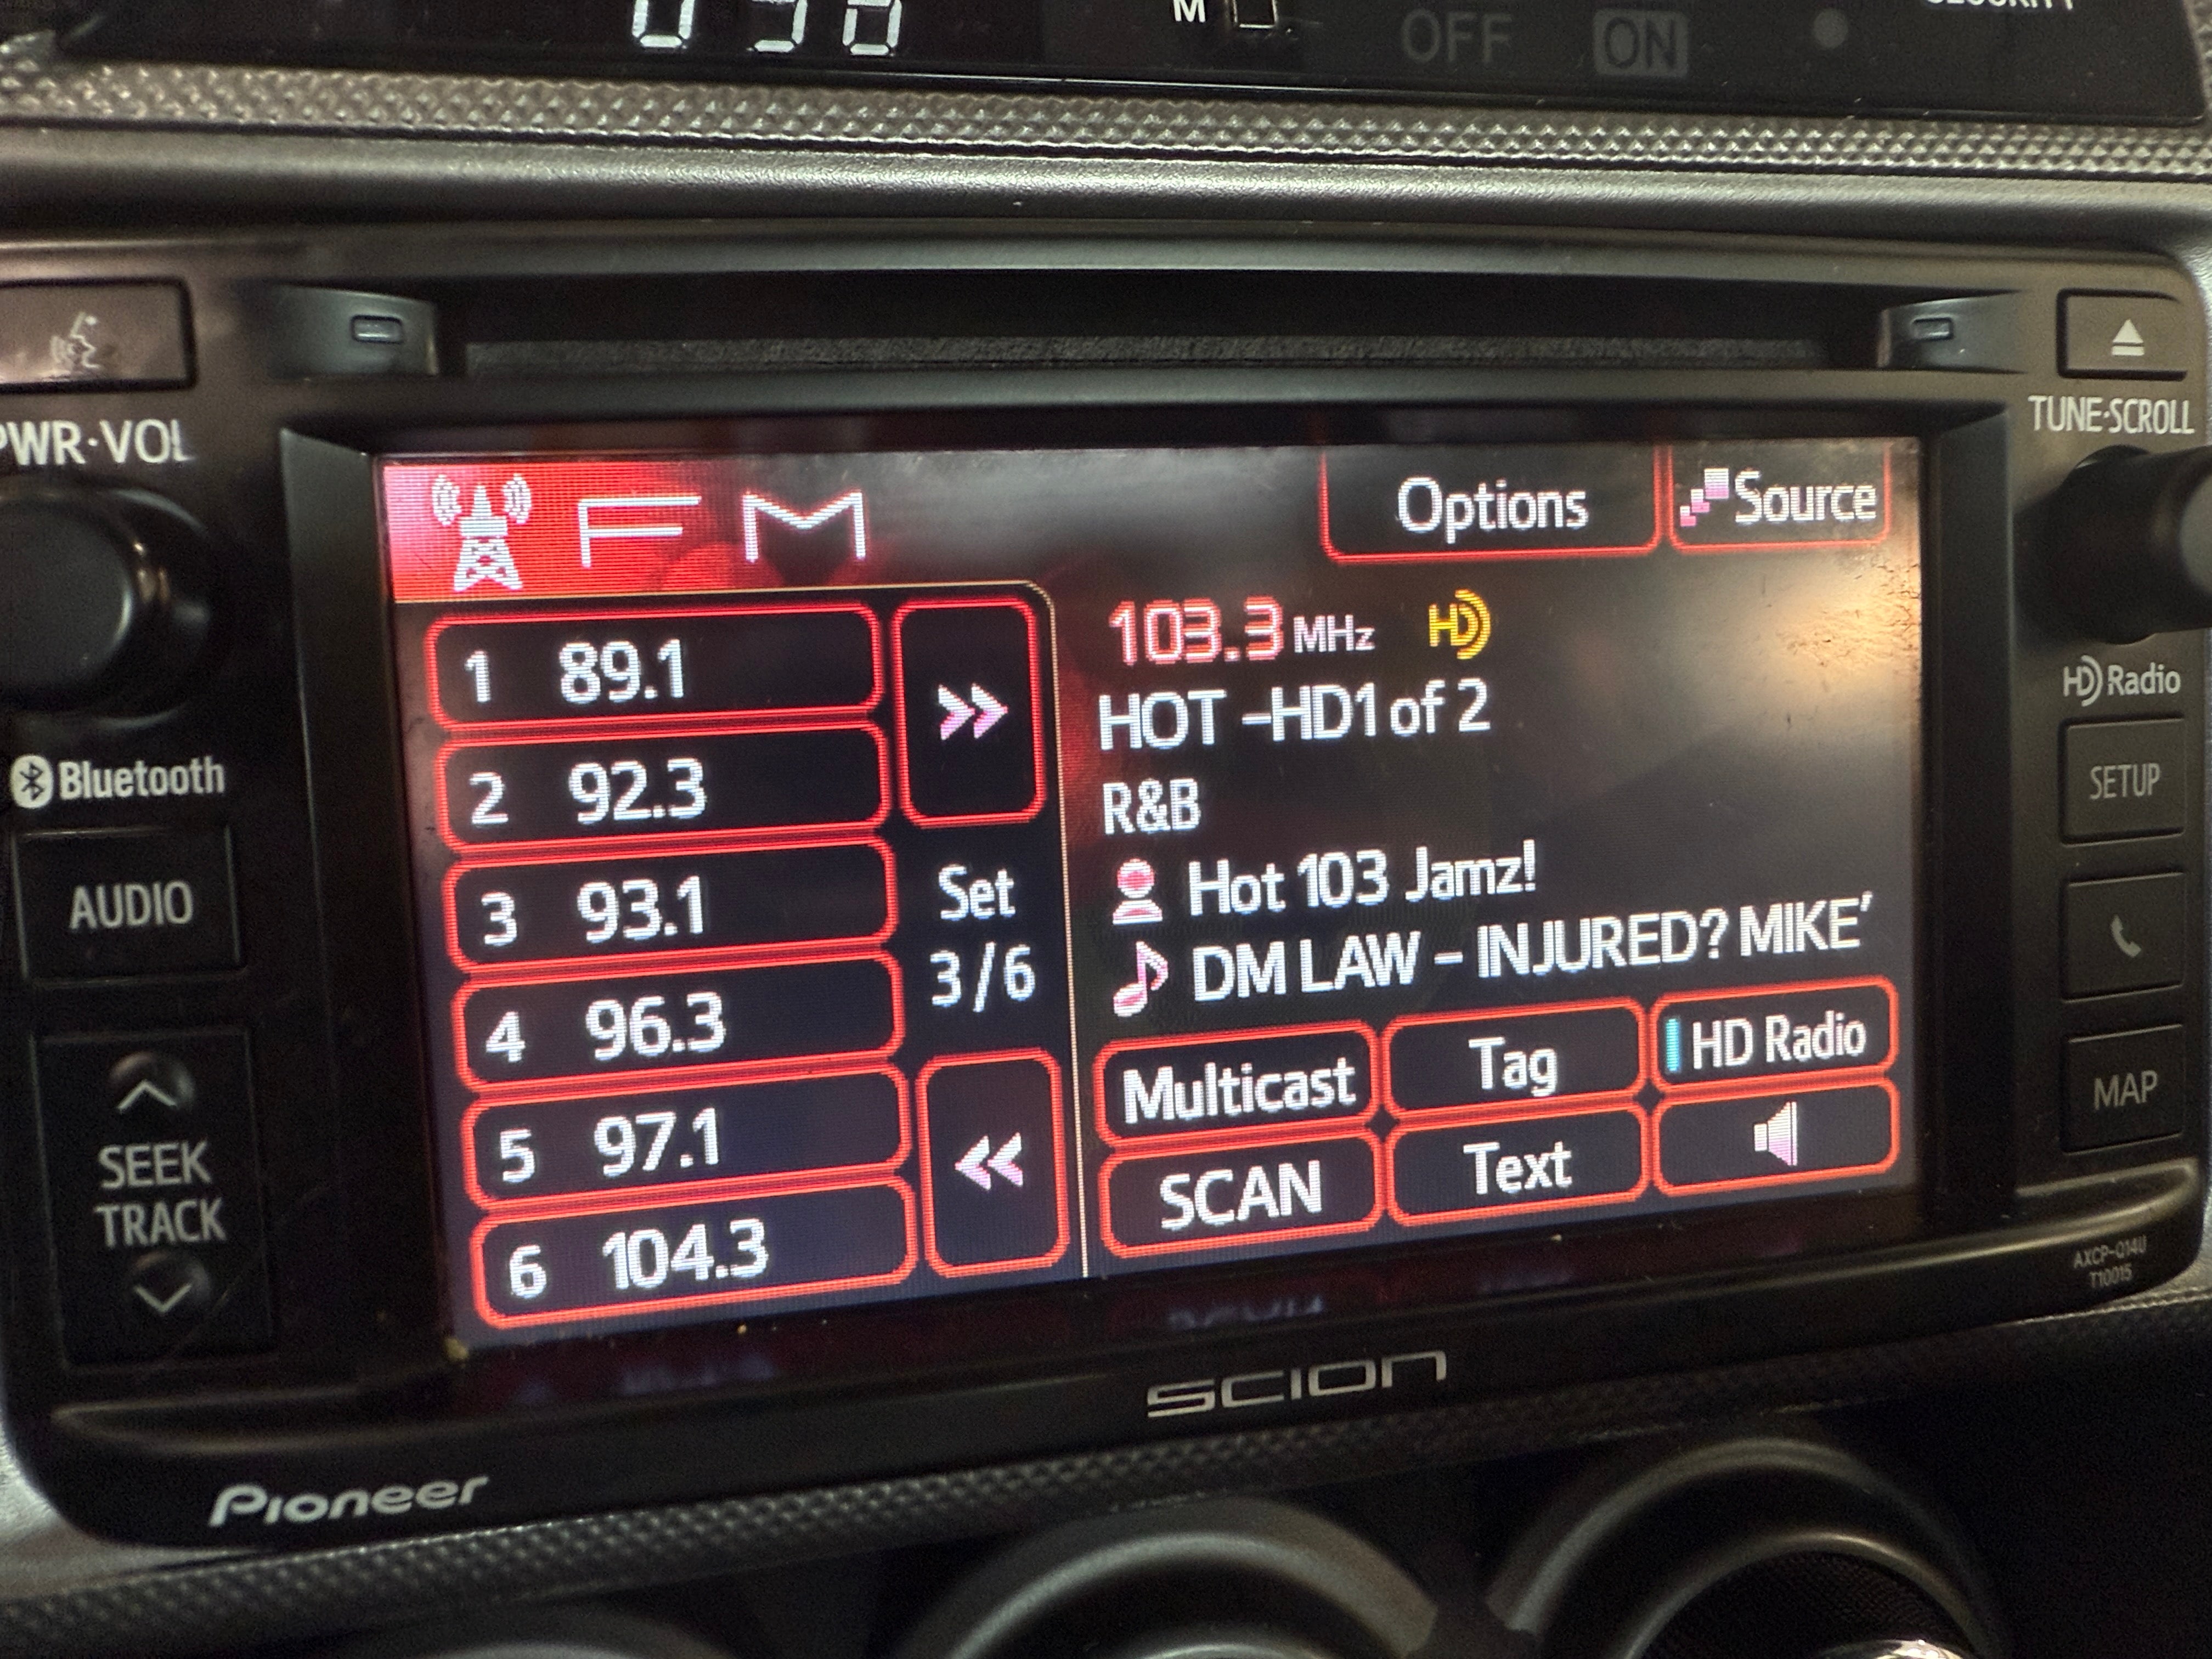 M
OFF ON
PWR·VOL
TUNE·SCROLL
FM
Options
Source
1 89.1
2 92.3
3 93.1
4 96.3
5 97.1
6 104.3
Set
3/6
103.3 MHz HD
HOT -HD1 of 2
R&B
Hot 103 Jamz!
DM LAW - INJURED? MIKE'
Multicast
Tag
HD Radio
SCAN
Text
Bluetooth
AUDIO
SEEK
TRACK
HD Radio
SETUP
MAP
AXCP-Q14U
T10015
SCION
Pioneer